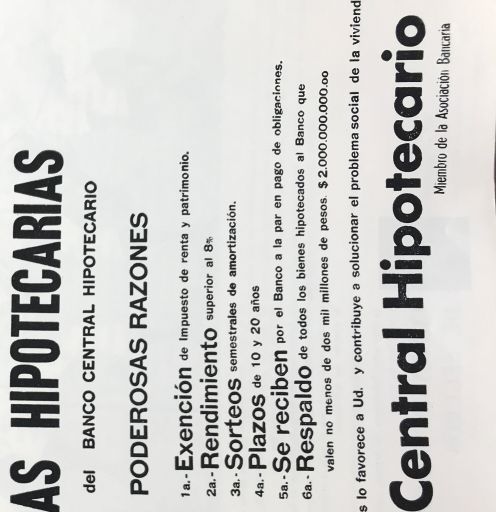 AS HIPOTECARIAS
del BANCO CENTRAL HIPOTECARIO
PODEROSAS RAZONES
1a.- Exención de Impuesto de renta y patrimonio.
2a.- Rendimiento superior al 8%
3a.- Sorteos semestrales de amortización.
4a.- Plazos de 10 y 20 años
5a.- Se reciben por el Banco a la par en pago de obligaciones.
6a.- Respaldo de todos los bienes hipotecados al Banco que
valen no menos de dos mil millones de pesos $ 2.000.000.000.oo
s lo favorece a Ud. y contribuye a solucionar el problema social de la viviend
Central Hipotecario
Miembro de la Asociación Bancaria